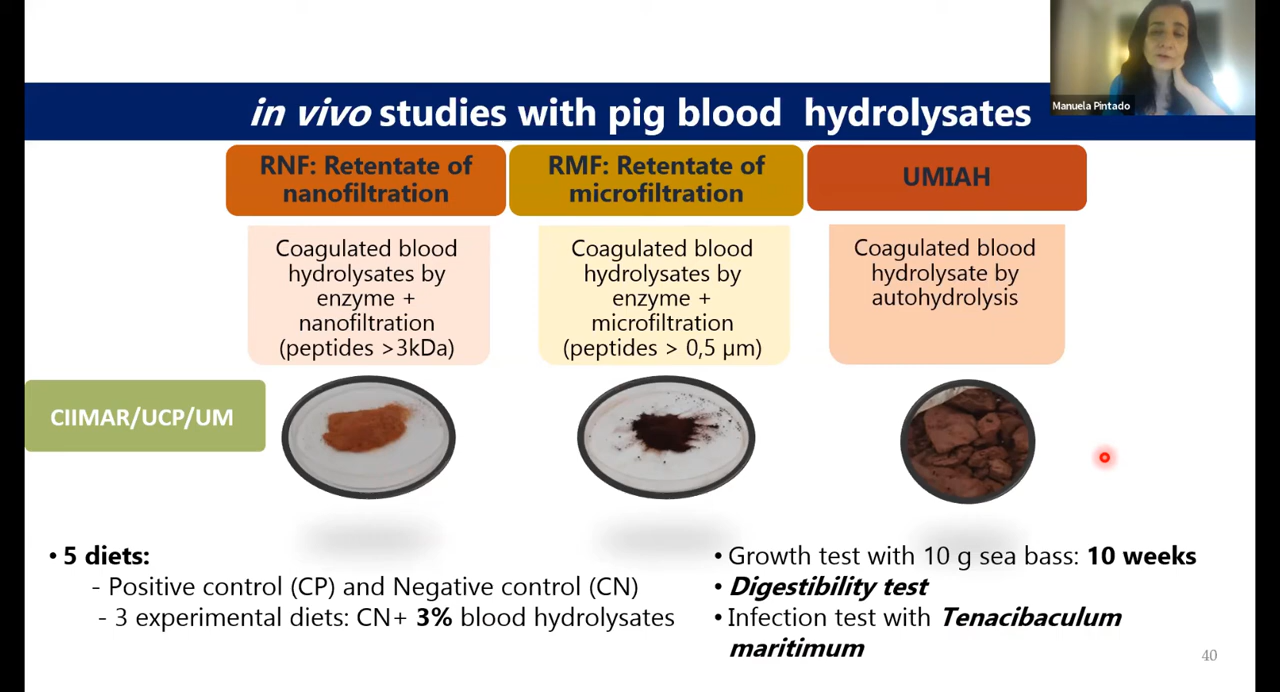 Manuela Pintado
in vivo studies with pig blood hydrolysates
RNF: Retentate of
nanofiltration
Coagulated blood
hydrolysates by
enzyme +
nanofiltration
(peptides >3kDa)
RMF: Retentate of
microfiltration
Coagulated blood
hydrolysates by
enzyme +
microfiltration
(peptides > 0,5 µm)
UMIAH
Coagulated blood
hydrolysate by
autohydrolysis
CIIMAR/UCP/UM
• 5 diets:
- Positive control (CP) and Negative control (CN)
- 3 experimental diets: CN+ 3% blood hydrolysates
• Growth test with 10 g sea bass: 10 weeks
• Digestibility test
• Infection test with Tenacibaculum
maritimum
40